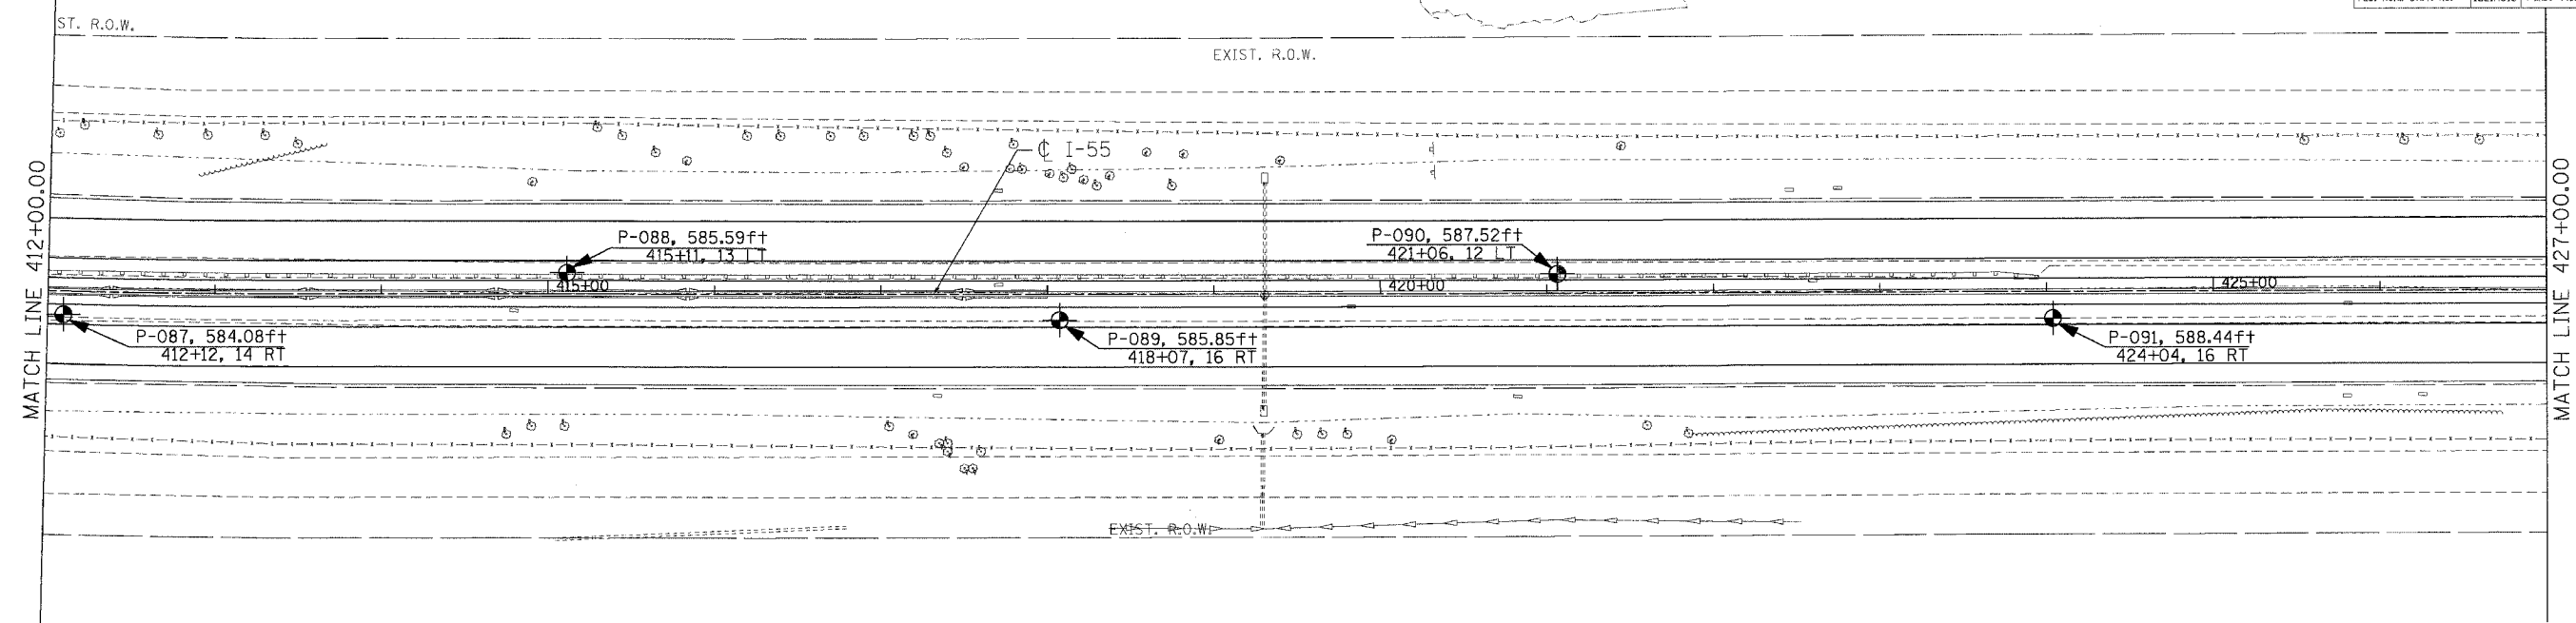 ST. R.O.W.
EXIST. R.O.W.
℄ I-55
MATCH LINE 412+00.00
MATCH LINE 427+00.00
P-088, 585.59ft
415+11, 13 LT
P-090, 587.52ft
421+06, 12 LT
415+00
420+00
425+00
P-087, 584.08ft
412+12, 14 RT
P-089, 585.85ft
418+07, 16 RT
P-091, 588.44ft
424+04, 16 RT
EXIST. R.O.W.